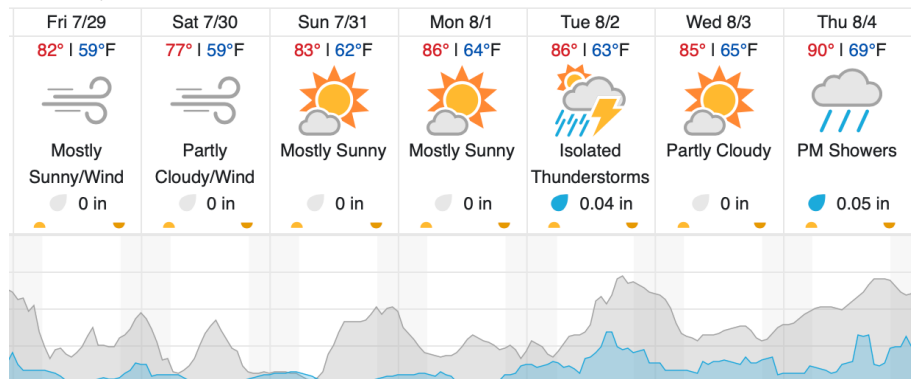 Fri 7/29
Sat 7/30
Sun 7/31
Mon 8/1
Tue 8/2
Wed 8/3
Thu 8/4
82° | 59°F
77° | 59°F
83° | 62°F
86° | 64°F
86° | 63°F
85° | 65°F
90° | 69°F
Mostly
Sunny/Wind
Partly
Cloudy/Wind
Mostly Sunny
Mostly Sunny
Isolated
Thunderstorms
Partly Cloudy
PM Showers
0 in
0 in
0 in
0 in
0.04 in
0 in
0.05 in